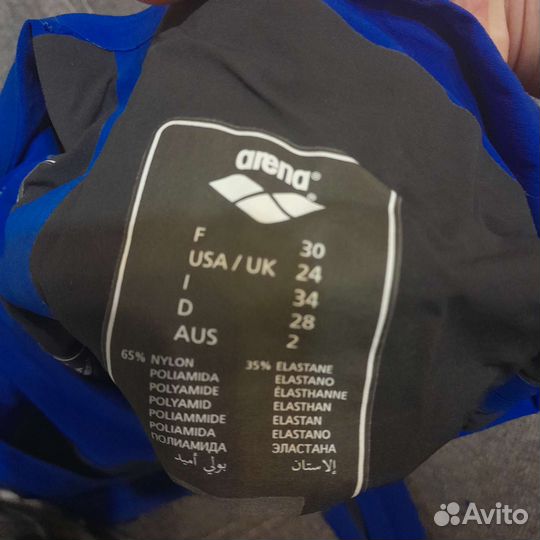 arena®
F 30
USA / UK 24
I 34
D 28
AUS 2
65% NYLON 35% ELASTANE
POLIAMIDA ELASTANO
POLYAMIDE ÉLASTHANNE
POLYAMID ELASTHAN
POLIAMMIDE ELASTAN
POLIAMIDA ELASTANO
ПОЛИАМИДА ЭЛАСТАНА
بولي أميد إلاستان
Avito